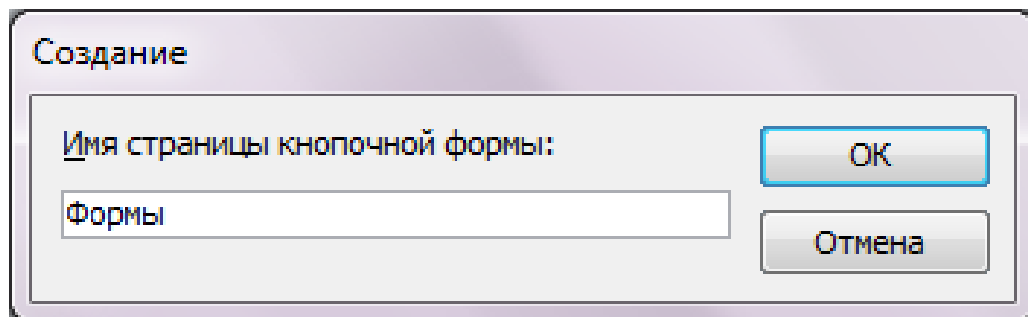 Создание
Имя страницы кнопочной формы:
ОК
Формы
Отмена